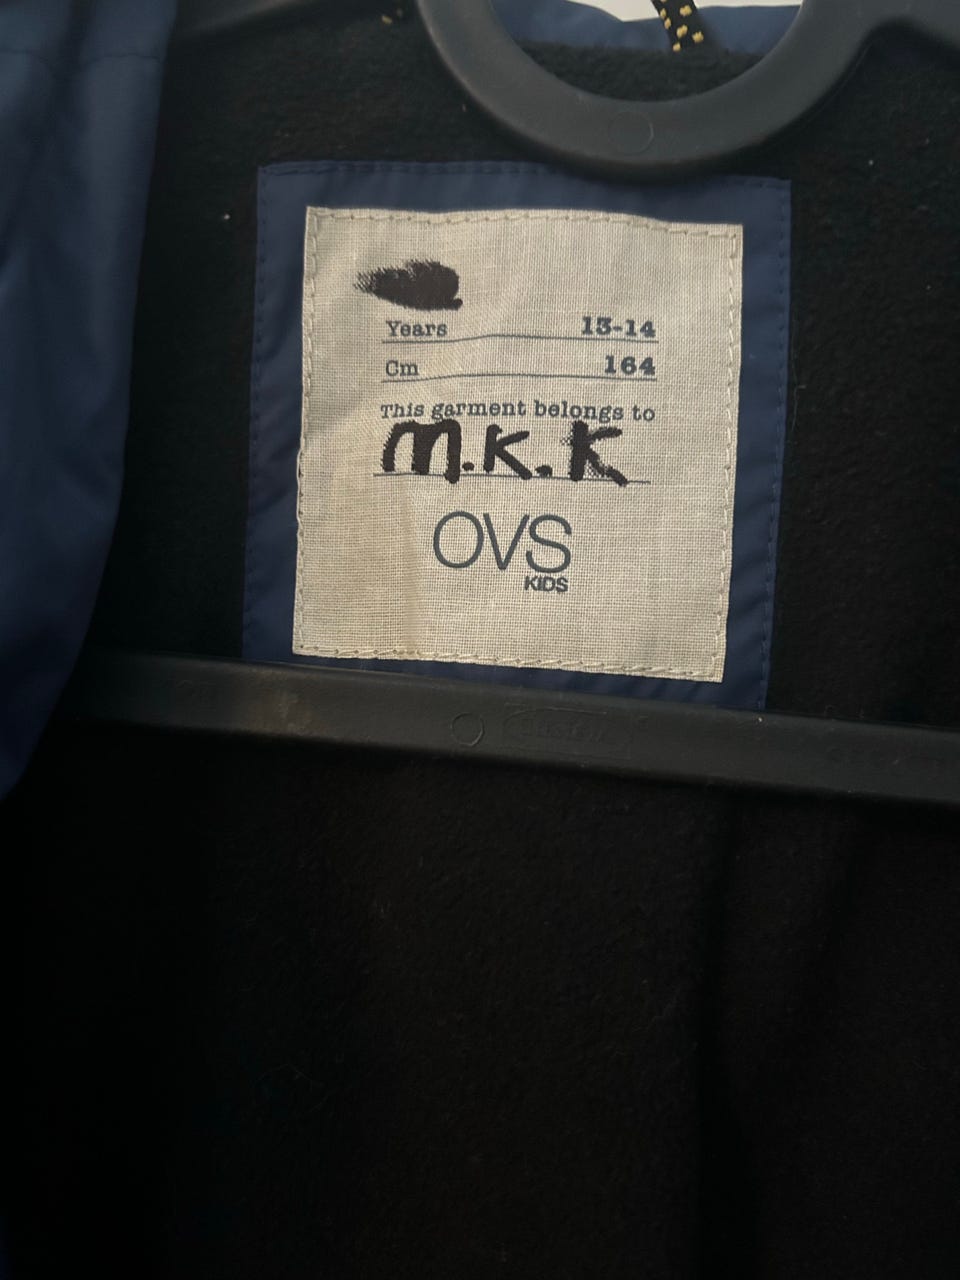 Years 13-14
Cm 164
This garment belongs to
M.K.K
OVS
KIDS